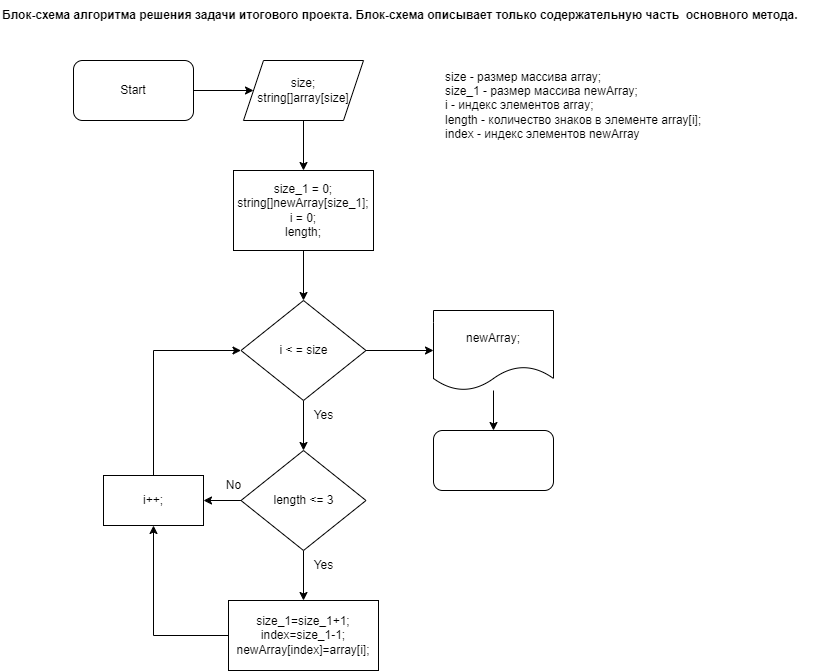 Блок-схема алгоритма решения задачи итогового проекта. Блок-схема описывает только содержательную часть  основного метода.
Start
size;
string[]array[size]
size - размер массива array;
size_1 - размер массива newArray;
i - индекс элементов array;
length - количество знаков в элементе array[i];
index - индекс элементов newArray
size_1 = 0;
string[]newArray[size_1];
i = 0;
length;
i < = size
newArray;
Yes
No
i++;
length <= 3
Yes
size_1=size_1+1;
index=size_1-1;
newArray[index]=array[i];